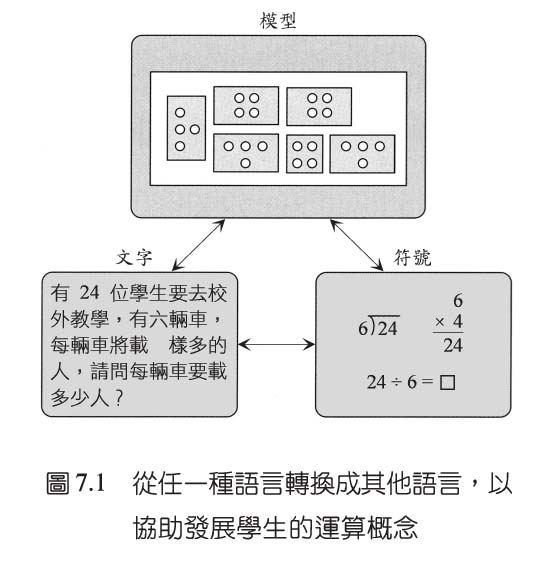 模型
文字
有 24 位學生要去校
外教學，有六輛車，
每輛車將載 樣多的
人，請問每輛車要載
多少人？
符號
6)24
6
× 4
24
24 ÷ 6 = □
圖 7.1 從任一種語言轉換成其他語言，以
協助發展學生的運算概念